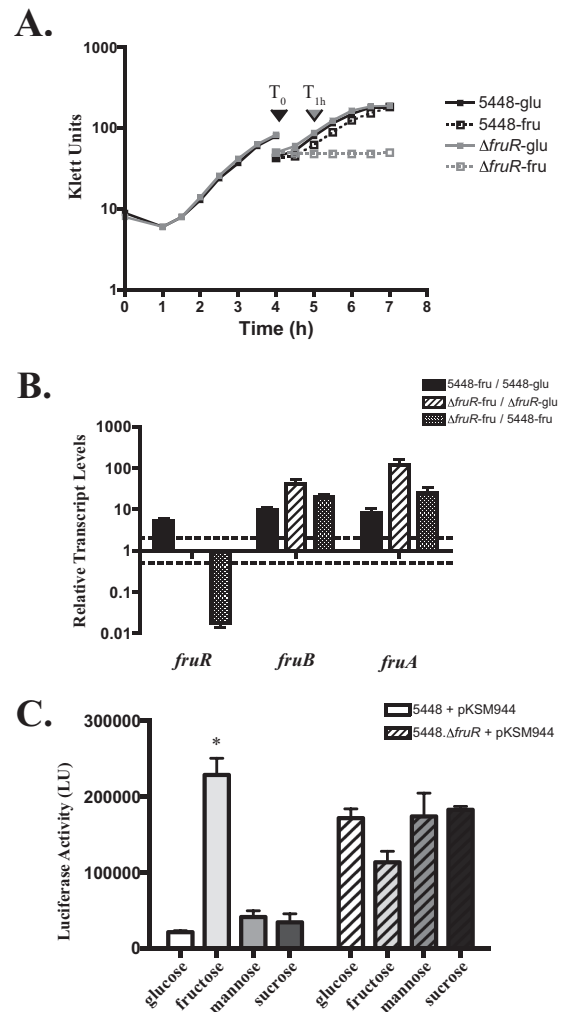 A.
1000
100
10
1
Klett Units
T0
T1h
0 1 2 3 4 5 6 7 8
Time (h)
5448-glu
5448-fru
ΔfruR-glu
ΔfruR-fru
B.
5448-fru / 5448-glu
ΔfruR-fru / ΔfruR-glu
ΔfruR-fru / 5448-fru
Relative Transcript Levels
1000
100
10
1
0.1
0.01
fruR fruB fruA
C.
5448 + pKSM944
5448.ΔfruR + pKSM944
Luciferase Activity (LU)
300000
200000
100000
0
*
glucose fructose mannose sucrose glucose fructose mannose sucrose